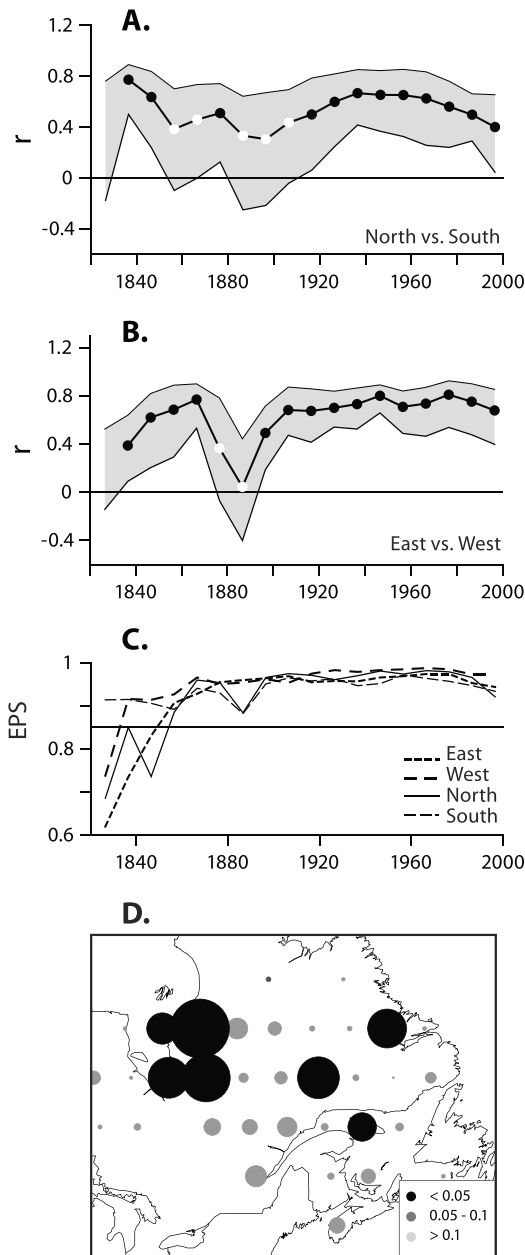 A.
1.2
0.8
0.4
0
-0.4
r
North vs. South
1840 1880 1920 1960 2000
B.
1.2
0.8
0.4
0
-0.4
r
East vs. West
1840 1880 1920 1960 2000
C.
1
0.8
0.6
EPS
East
West
North
South
1840 1880 1920 1960 2000
D.
< 0.05
0.05 - 0.1
> 0.1